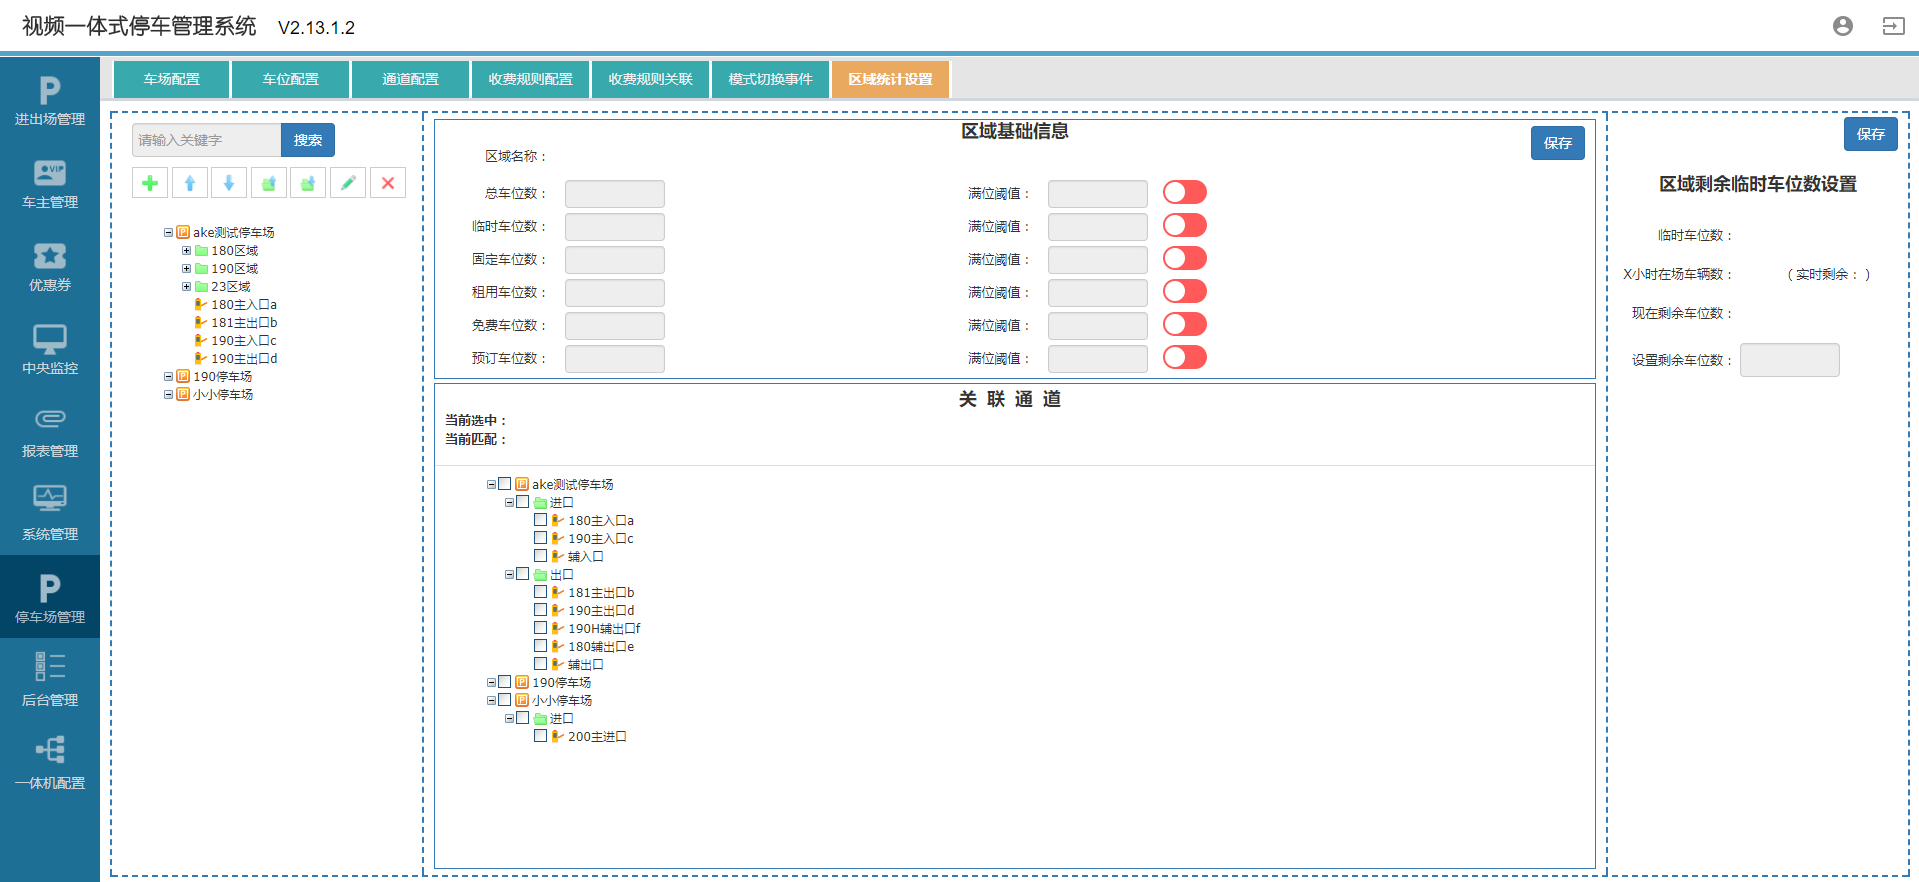 视频一体式停车管理系统 V2.13.1.2
进出场管理
车主管理
优惠券
中央监控
报表管理
系统管理
停车场管理
后台管理
一体机配置
车场配置 车位配置 通道配置 收费规则配置 收费规则关联 模式切换事件 区域统计设置
请输入关键字 搜索
ake测试停车场
180区域
190区域
23区域
180主入口a
181主出口b
190主入口c
190主出口d
190停车场
小小停车场
区域基础信息
保存
区域名称：
总车位数： 满位阈值：
临时车位数： 满位阈值：
固定车位数： 满位阈值：
租用车位数： 满位阈值：
免费车位数： 满位阈值：
预订车位数： 满位阈值：
关 联 通 道
当前选中：
当前匹配：
ake测试停车场
进口
180主入口a
190主入口c
辅入口
出口
181主出口b
190主出口d
190H辅出口f
180辅出口e
辅出口
190停车场
小小停车场
进口
200主进口
保存
区域剩余临时车位数设置
临时车位数：
X小时在场车辆数： （ 实时剩余： ）
现在剩余车位数：
设置剩余车位数：